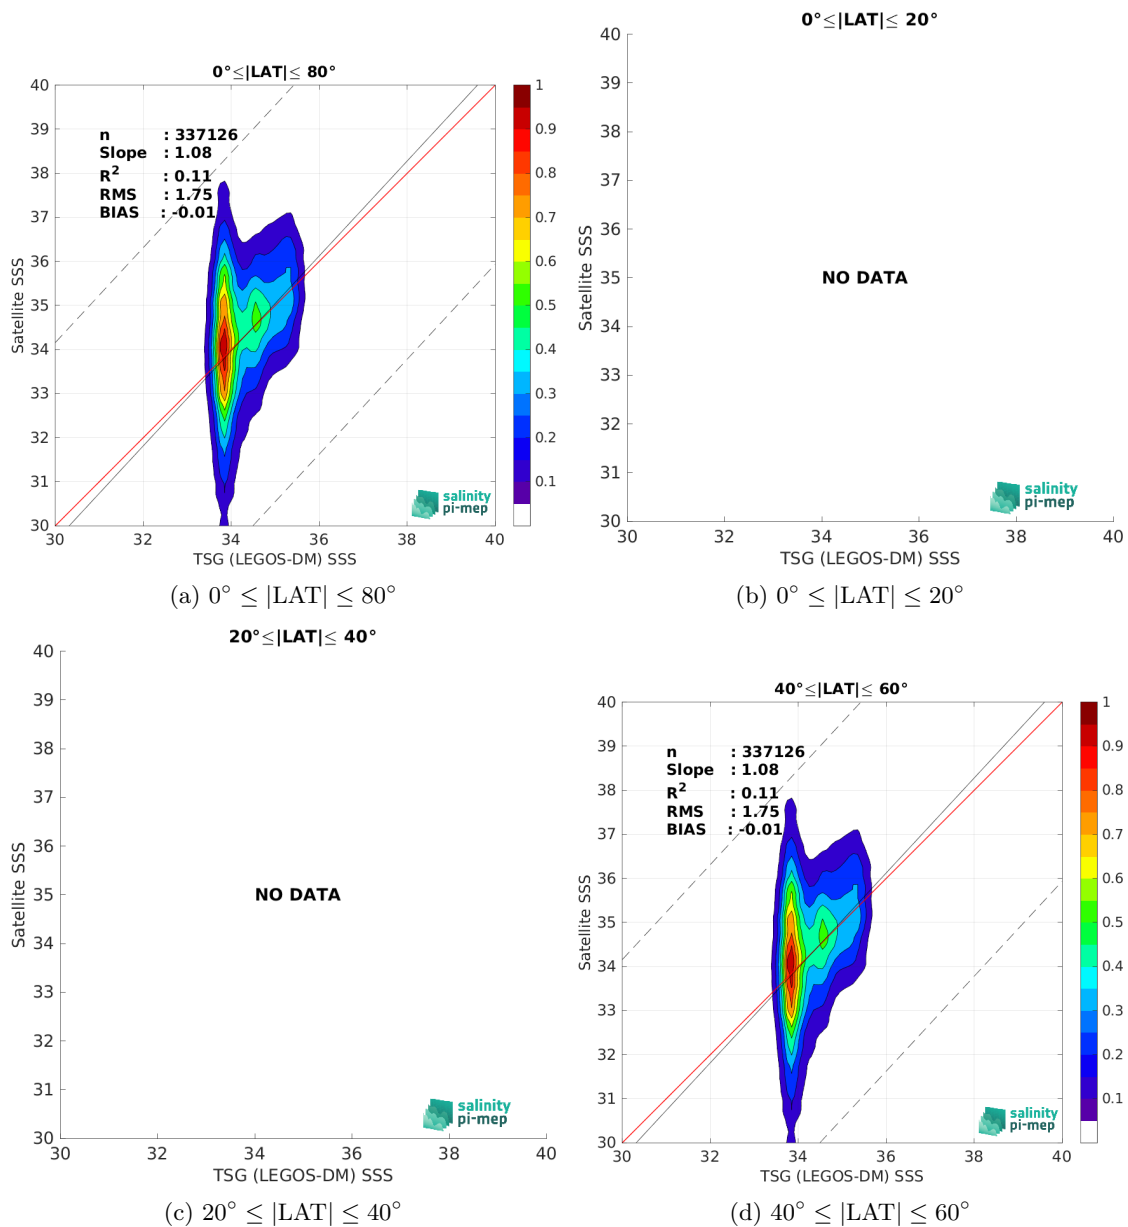 0°≤|LAT|≤ 80°
40
39
38
37
36
35
34
33
32
31
30
Satellite SSS
n : 337126
Slope : 1.08
R² : 0.11
RMS : 1.75
BIAS : -0.01
1
0.9
0.8
0.7
0.6
0.5
0.4
0.3
0.2
0.1
salinity
pi-mep
30 32 34 36 38 40
TSG (LEGOS-DM) SSS
(a) 0° ≤ |LAT| ≤ 80°
0°≤|LAT|≤ 20°
40
39
38
37
36
35
34
33
32
31
30
Satellite SSS
NO DATA
salinity
pi-mep
30 32 34 36 38 40
TSG (LEGOS-DM) SSS
(b) 0° ≤ |LAT| ≤ 20°
20°≤|LAT|≤ 40°
40
39
38
37
36
35
34
33
32
31
30
Satellite SSS
NO DATA
salinity
pi-mep
30 32 34 36 38 40
TSG (LEGOS-DM) SSS
(c) 20° ≤ |LAT| ≤ 40°
40°≤|LAT|≤ 60°
40
39
38
37
36
35
34
33
32
31
30
Satellite SSS
n : 337126
Slope : 1.08
R² : 0.11
RMS : 1.75
BIAS : -0.01
1
0.9
0.8
0.7
0.6
0.5
0.4
0.3
0.2
0.1
salinity
pi-mep
30 32 34 36 38 40
TSG (LEGOS-DM) SSS
(d) 40° ≤ |LAT| ≤ 60°